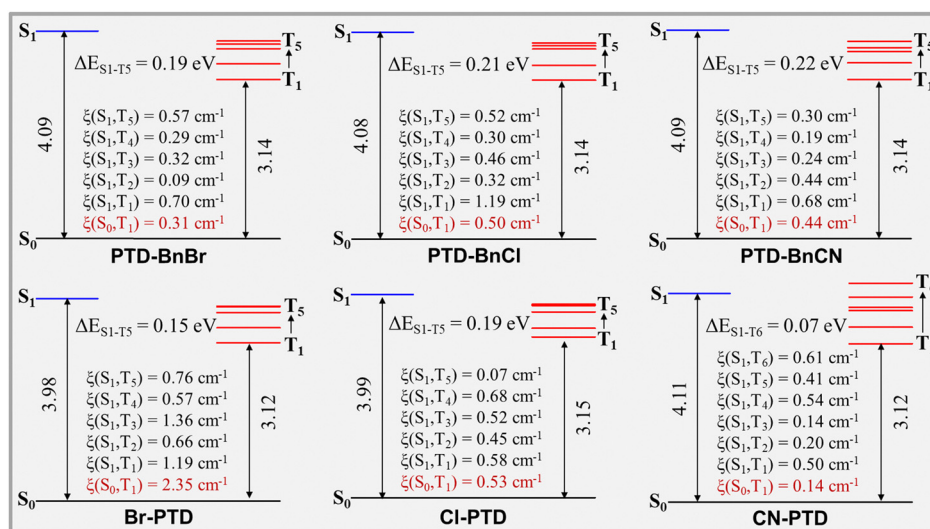 S₁
T₅
ΔE_S1-T5 = 0.19 eV
T₁
4.09
ξ(S₁,T₅) = 0.57 cm⁻¹
ξ(S₁,T₄) = 0.29 cm⁻¹
ξ(S₁,T₃) = 0.32 cm⁻¹
ξ(S₁,T₂) = 0.09 cm⁻¹
ξ(S₁,T₁) = 0.70 cm⁻¹
ξ(S₀,T₁) = 0.31 cm⁻¹
3.14
S₀
PTD-BnBr
S₁
T₅
ΔE_S1-T5 = 0.21 eV
T₁
4.08
ξ(S₁,T₅) = 0.52 cm⁻¹
ξ(S₁,T₄) = 0.30 cm⁻¹
ξ(S₁,T₃) = 0.46 cm⁻¹
ξ(S₁,T₂) = 0.32 cm⁻¹
ξ(S₁,T₁) = 1.19 cm⁻¹
ξ(S₀,T₁) = 0.50 cm⁻¹
3.14
S₀
PTD-BnCl
S₁
T₅
ΔE_S1-T5 = 0.22 eV
T₁
4.09
ξ(S₁,T₅) = 0.30 cm⁻¹
ξ(S₁,T₄) = 0.19 cm⁻¹
ξ(S₁,T₃) = 0.24 cm⁻¹
ξ(S₁,T₂) = 0.44 cm⁻¹
ξ(S₁,T₁) = 0.68 cm⁻¹
ξ(S₀,T₁) = 0.44 cm⁻¹
3.14
S₀
PTD-BnCN
S₁
T₅
ΔE_S1-T5 = 0.15 eV
T₁
3.98
ξ(S₁,T₅) = 0.76 cm⁻¹
ξ(S₁,T₄) = 0.57 cm⁻¹
ξ(S₁,T₃) = 1.36 cm⁻¹
ξ(S₁,T₂) = 0.66 cm⁻¹
ξ(S₁,T₁) = 1.19 cm⁻¹
ξ(S₀,T₁) = 2.35 cm⁻¹
3.12
S₀
Br-PTD
S₁
T₅
ΔE_S1-T5 = 0.19 eV
T₁
3.99
ξ(S₁,T₅) = 0.07 cm⁻¹
ξ(S₁,T₄) = 0.68 cm⁻¹
ξ(S₁,T₃) = 0.52 cm⁻¹
ξ(S₁,T₂) = 0.45 cm⁻¹
ξ(S₁,T₁) = 0.58 cm⁻¹
ξ(S₀,T₁) = 0.53 cm⁻¹
3.15
S₀
Cl-PTD
S₁
T
ΔE_S1-T6 = 0.07 eV
T
4.11
ξ(S₁,T₆) = 0.61 cm⁻¹
ξ(S₁,T₅) = 0.41 cm⁻¹
ξ(S₁,T₄) = 0.54 cm⁻¹
ξ(S₁,T₃) = 0.14 cm⁻¹
ξ(S₁,T₂) = 0.20 cm⁻¹
ξ(S₁,T₁) = 0.50 cm⁻¹
ξ(S₀,T₁) = 0.14 cm⁻¹
3.12
S₀
CN-PTD